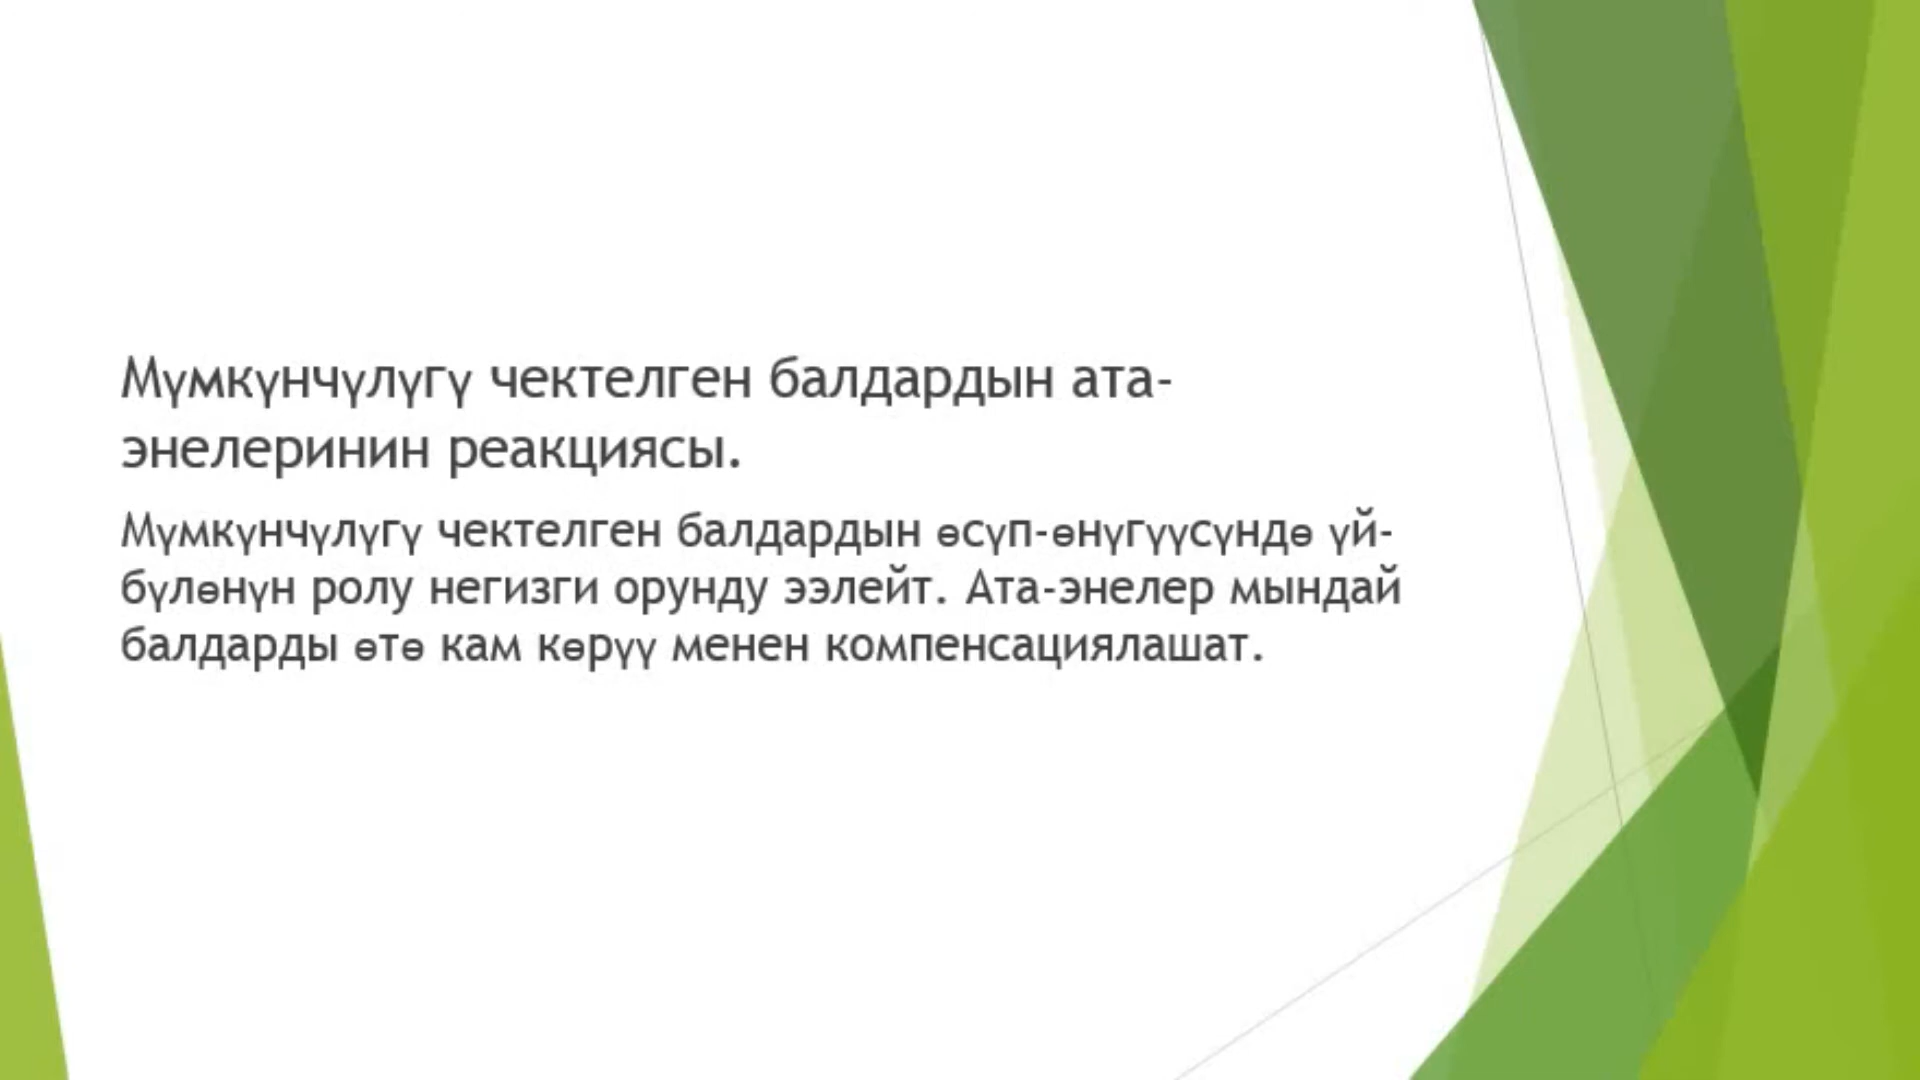 Мүмкүнчүлүгү чектелген балдардын ата-
энелеринин реакциясы.
Мүмкүнчүлүгү чектелген балдардын өсүп-өнүгүүсүндө үй-
бүлөнүн ролу негизги орунду ээлейт. Ата-энелер мындай
балдарды өтө кам көрүү менен компенсациялашат.